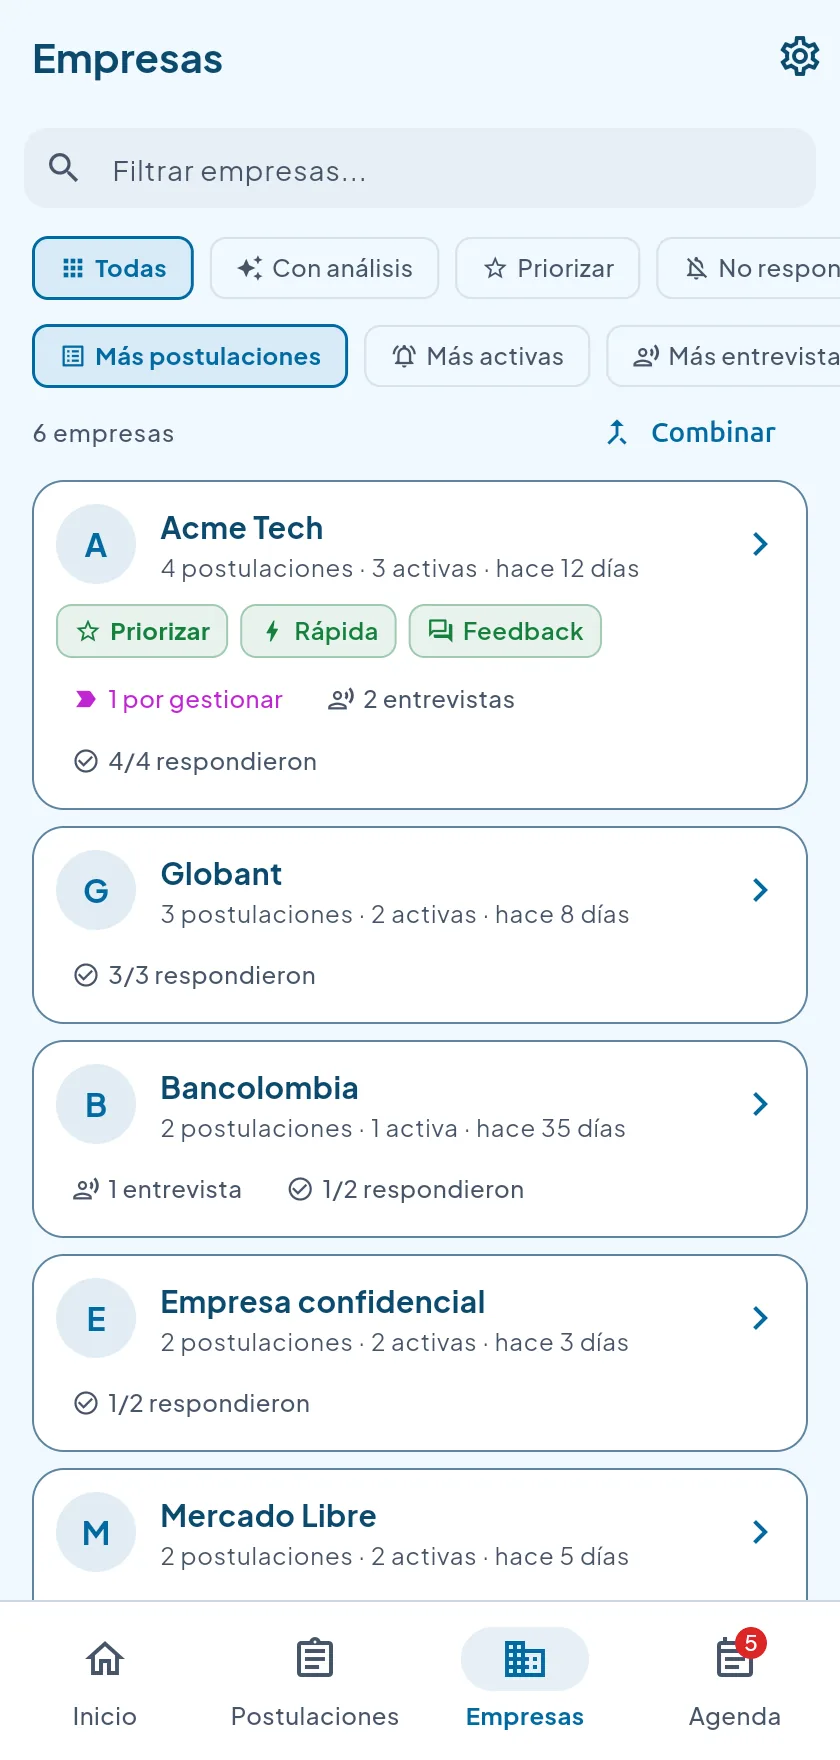 Empresas
Filtrar empresas...
Todas
Con análisis
Priorizar
No respon
Más postulaciones
Más activas
Más entrevista
6 empresas
Combinar
A
Acme Tech
4 postulaciones · 3 activas · hace 12 días
Priorizar
Rápida
Feedback
1 por gestionar
2 entrevistas
4/4 respondieron
G
Globant
3 postulaciones · 2 activas · hace 8 días
3/3 respondieron
B
Bancolombia
2 postulaciones · 1 activa · hace 35 días
1 entrevista
1/2 respondieron
E
Empresa confidencial
2 postulaciones · 2 activas · hace 3 días
1/2 respondieron
M
Mercado Libre
2 postulaciones · 2 activas · hace 5 días
5
Inicio
Postulaciones
Empresas
Agenda